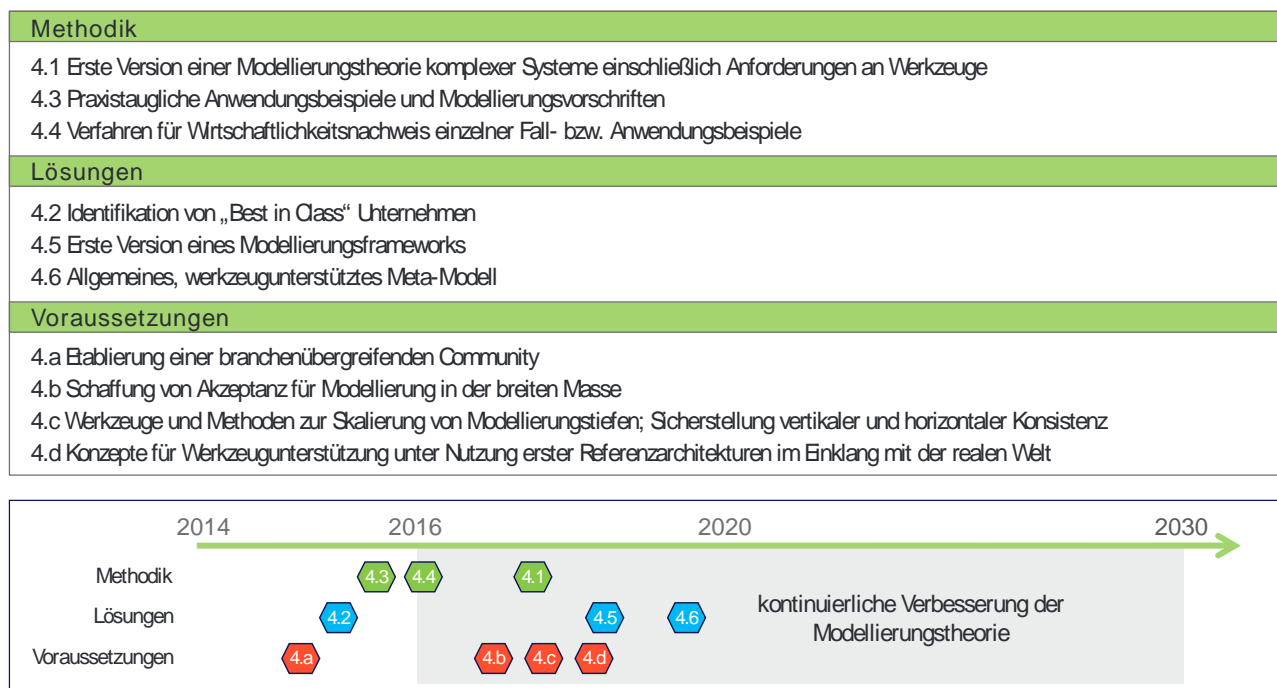 Methodik
4.1 Erste Version einer Modellierungstheorie komplexer Systeme einschließlich Anforderungen an Werkzeuge
4.3 Praxistaugliche Anwendungsbeispiele und Modellierungsvorschriften
4.4 Verfahren für Wirtschaftlichkeitsnachweis einzelner Fall- bzw. Anwendungsbeispiele
Lösungen
4.2 Identifikation von „Best in Class“ Unternehmen
4.5 Erste Version eines Modellierungsframeworks
4.6 Allgemeines, werkzeugunterstütztes Meta-Modell
Voraussetzungen
4.a Etablierung einer branchenübergreifenden Community
4.b Schaffung von Akzeptanz für Modellierung in der breiten Masse
4.c Werkzeuge und Methoden zur Skalierung von Modellierungstiefen; Sicherstellung vertikaler und horizontaler Konsistenz
4.d Konzepte für Werkzeugunterstützung unter Nutzung erster Referenzarchitekturen im Einklang mit der realen Welt
2014 2016 2020 2030
Methodik 4.3 4.4 4.1
Lösungen 4.2 4.5 4.6
kontinuierliche Verbesserung der
Modellierungstheorie
Voraussetzungen 4.a 4.b 4.c 4.d